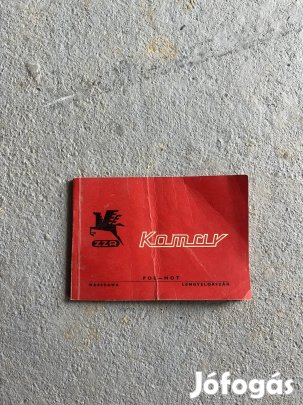 ZZR
Komar
POL-MOT
WARSZAWA LENGYELORSZÁG
Jófogás